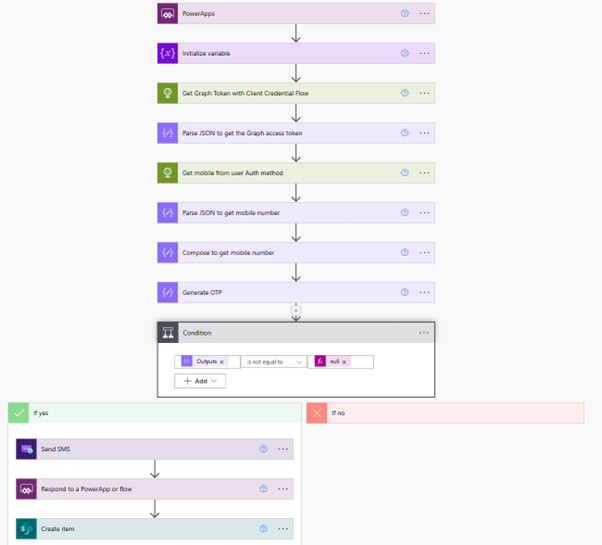 PowerApps
Initialize variable
Get Graph Token with Client Credential Flow
Parse JSON to get the Graph access token
Get mobile from user Auth method
Parse JSON to get mobile number
Compose to get mobile number
Generate OTP
Condition
Outputs x is not equal to null x
+ Add
If yes
If no
Send SMS
Respond to a PowerApp or flow
Create item